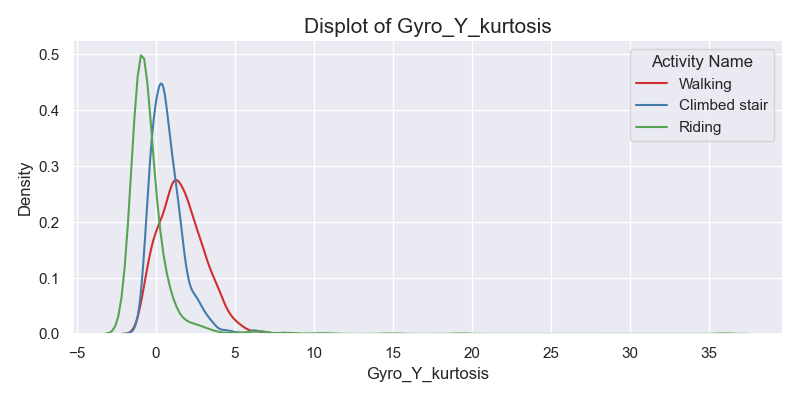 Displot of Gyro_Y_kurtosis
Activity Name
Walking
Climbed stair
Riding
Density
0.5
0.4
0.3
0.2
0.1
0.0
−5 0 5 10 15 20 25 30 35
Gyro_Y_kurtosis